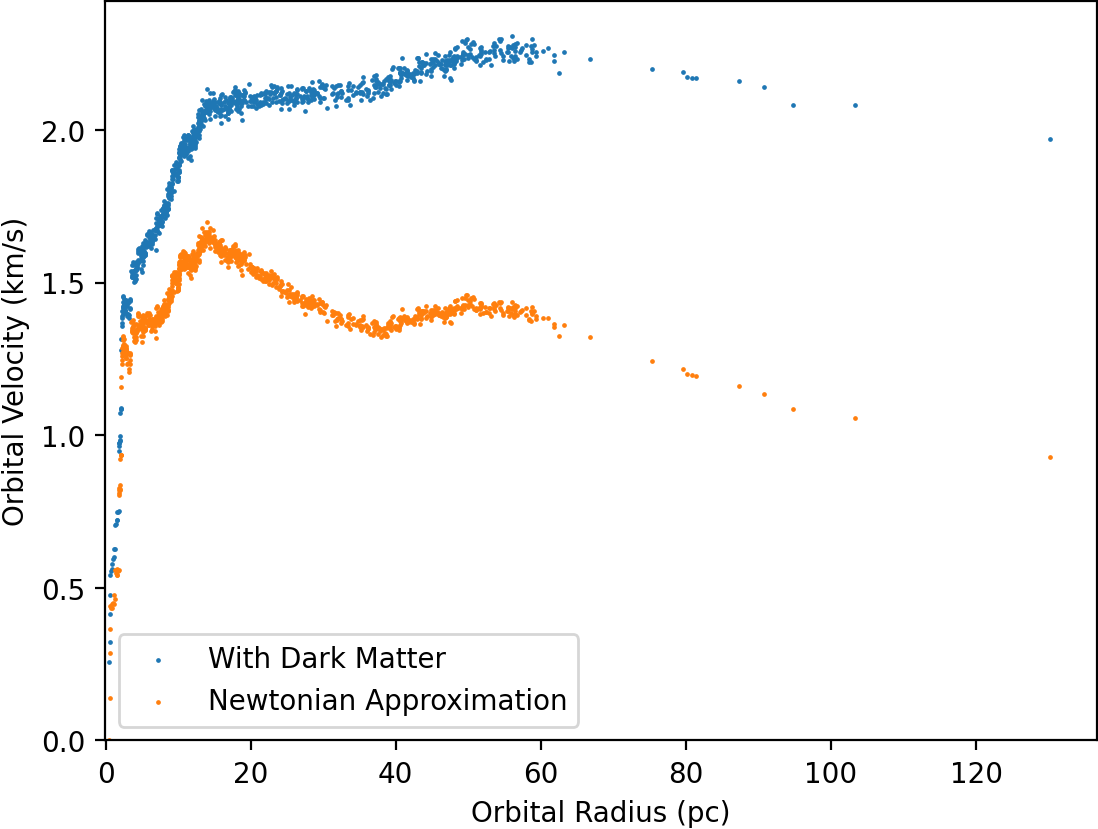 2.0
1.5
1.0
0.5
0.0
Orbital Velocity (km/s)
With Dark Matter
Newtonian Approximation
0 20 40 60 80 100 120
Orbital Radius (pc)